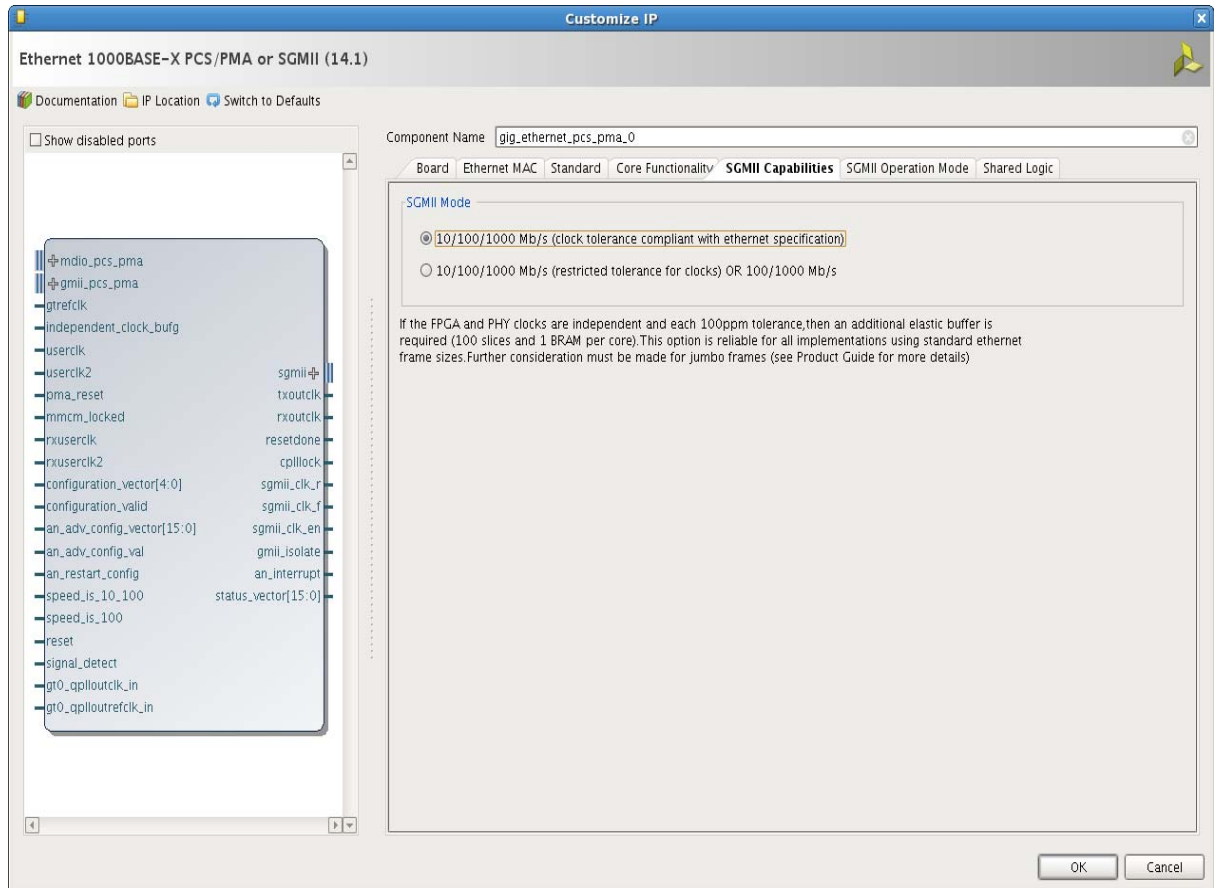 Customize IP
Ethernet 1000BASE-X PCS/PMA or SGMII (14.1)
Documentation IP Location Switch to Defaults
Show disabled ports
Component Name gig_ethernet_pcs_pma_0
Board Ethernet MAC Standard Core Functionality SGMII Capabilities SGMII Operation Mode Shared Logic
SGMII Mode
10/100/1000 Mb/s (clock tolerance compliant with ethernet specification)
10/100/1000 Mb/s (restricted tolerance for clocks) OR 100/1000 Mb/s
If the FPGA and PHY clocks are independent and each 100ppm tolerance,then an additional elastic buffer is
required (100 slices and 1 BRAM per core).This option is reliable for all implementations using standard ethernet
frame sizes.Further consideration must be made for jumbo frames (see Product Guide for more details)
mdio_pcs_pma
gmii_pcs_pma
gtrefclk
independent_clock_bufg
userclk
userclk2
pma_reset
mmcm_locked
rxuserclk
rxuserclk2
configuration_vector[4:0]
configuration_valid
an_adv_config_vector[15:0]
an_adv_config_val
an_restart_config
speed_is_10_100
speed_is_100
reset
signal_detect
gt0_qplloutclk_in
gt0_qplloutrefclk_in
sgmii
txoutclk
rxoutclk
resetdone
cplllock
sgmii_clk_r
sgmii_clk_f
sgmii_clk_en
gmii_isolate
an_interrupt
status_vector[15:0]
OK Cancel